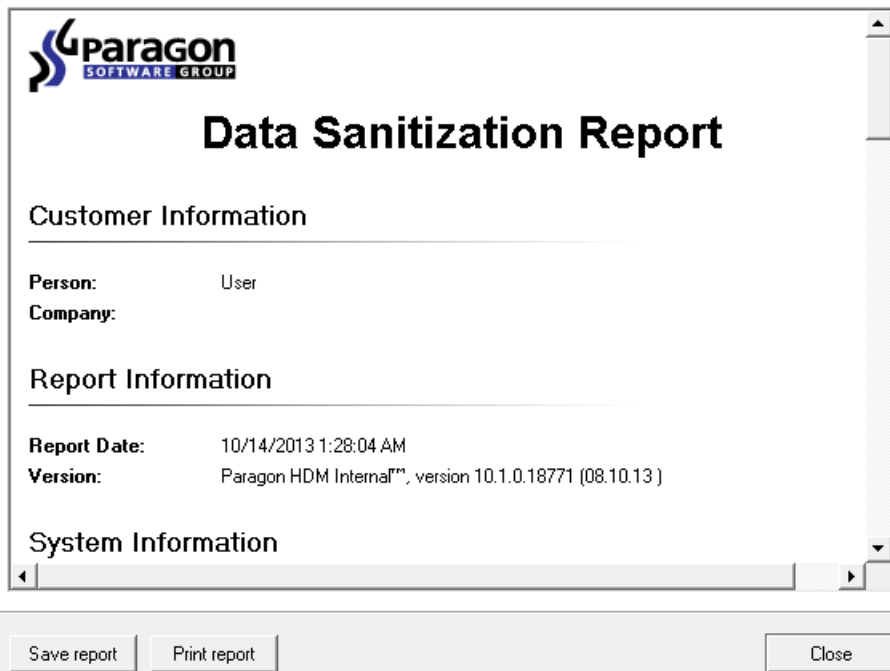 Paragon
SOFTWARE GROUP
Data Sanitization Report
Customer Information
Person: User
Company:
Report Information
Report Date: 10/14/2013 1:28:04 AM
Version: Paragon HDM Internal™, version 10.1.0.18771 (08.10.13 )
System Information
Save report Print report Close